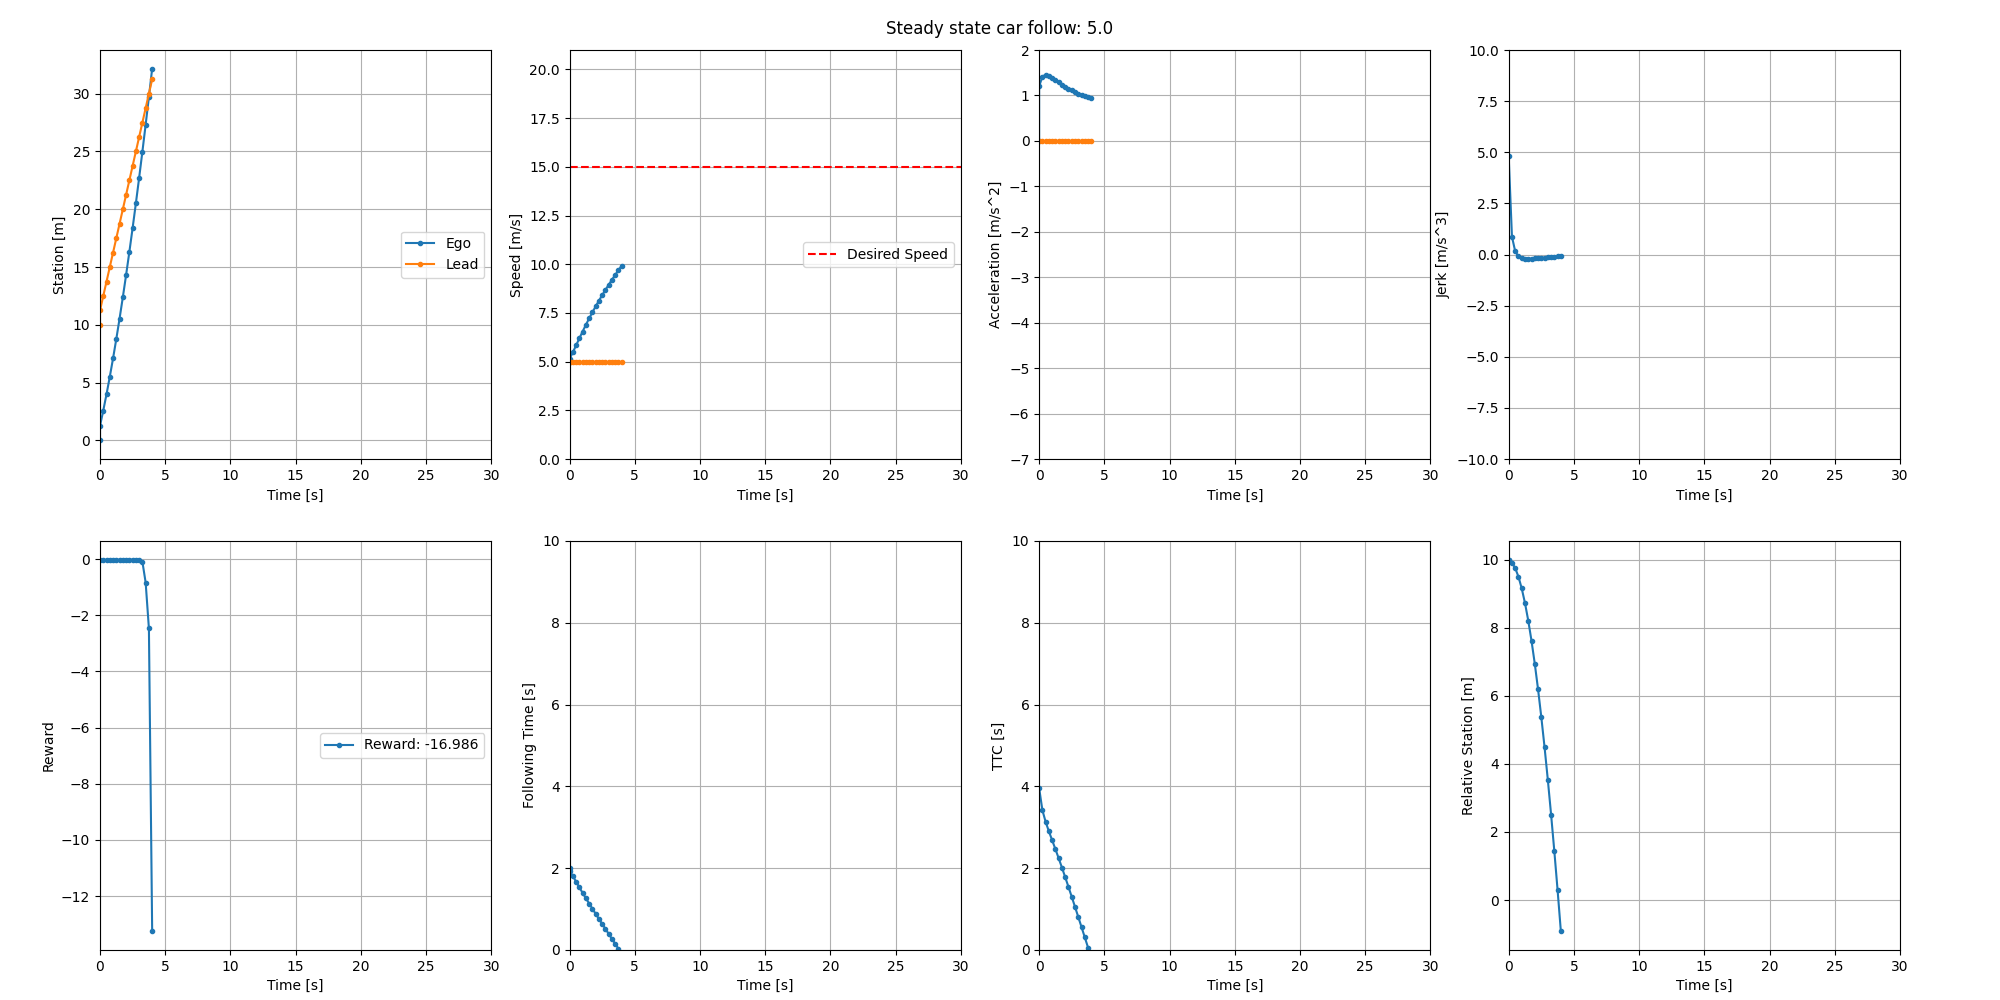 Steady state car follow: 5.0
Station [m]
30
25
20
15
10
5
0
Ego
Lead
0 5 10 15 20 25 30
Time [s]
Speed [m/s]
20.0
17.5
15.0
12.5
10.0
7.5
5.0
2.5
0.0
Desired Speed
0 5 10 15 20 25 30
Time [s]
Acceleration [m/s^2]
2
1
0
−1
−2
−3
−4
−5
−6
−7
0 5 10 15 20 25 30
Time [s]
Jerk [m/s^3]
10.0
7.5
5.0
2.5
0.0
−2.5
−5.0
−7.5
−10.0
0 5 10 15 20 25 30
Time [s]
Reward
0
−2
−4
−6
−8
−10
−12
Reward: -16.986
0 5 10 15 20 25 30
Time [s]
Following Time [s]
10
8
6
4
2
0
0 5 10 15 20 25 30
Time [s]
TTC [s]
10
8
6
4
2
0
0 5 10 15 20 25 30
Time [s]
Relative Station [m]
10
8
6
4
2
0
0 5 10 15 20 25 30
Time [s]